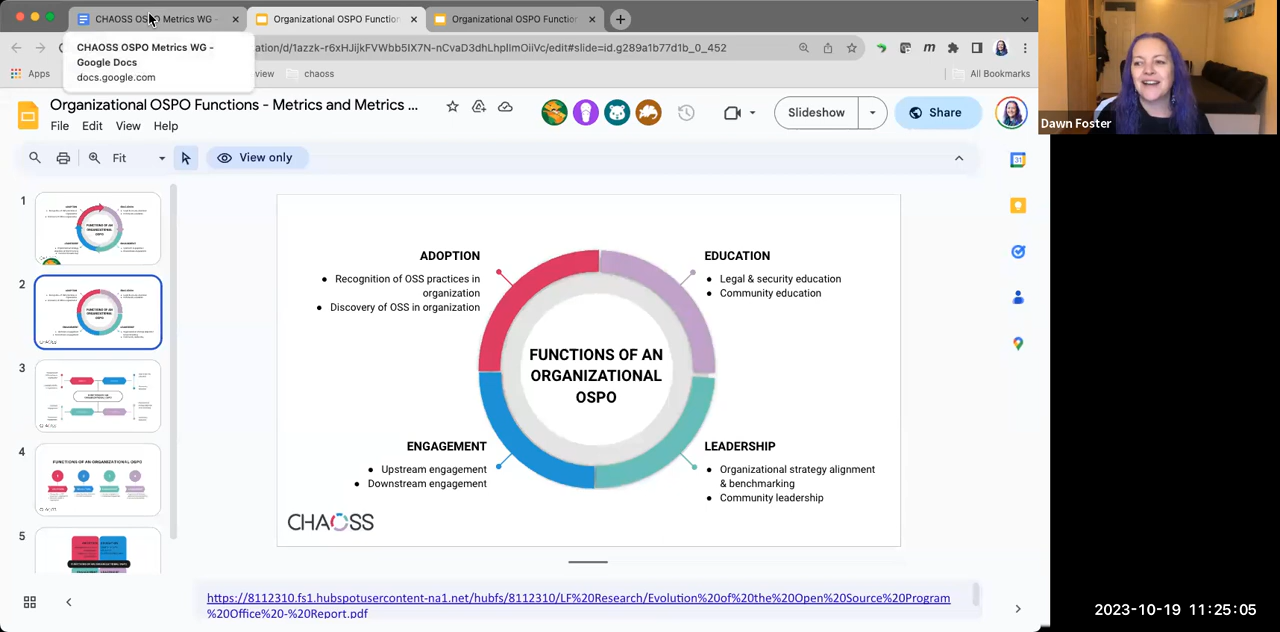 CHAOSS OSPO Metrics WG -
Organizational OSPO Function
Organizational OSPO Function
CHAOSS OSPO Metrics WG -
Google Docs
docs.google.com
ation/d/1azzk-r6xHJijkFVWbb5IX7N-nCvaD3dhLhplImOiiVc/edit#slide=id.g289a1b77d1b_0_452
Apps
view
chaoss
All Bookmarks
Organizational OSPO Functions - Metrics and Metrics ...
File Edit View Help
Slideshow
Share
Dawn Foster
Fit
View only
1
2
3
4
5
FUNCTIONS OF AN ORGANIZATIONAL OSPO
ADOPTION
Recognition of OSS practices in
organization
Discovery of OSS in organization
EDUCATION
Legal & security education
Community education
FUNCTIONS OF AN
ORGANIZATIONAL
OSPO
ENGAGEMENT
Upstream engagement
Downstream engagement
LEADERSHIP
Organizational strategy alignment
& benchmarking
Community leadership
CHAOSS
https://8112310.fs1.hubspotusercontent-na1.net/hubfs/8112310/LF%20Research/Evolution%20of%20the%20Open%20Source%20Program
%20Office%20-%20Report.pdf
2023-10-19 11:25:05